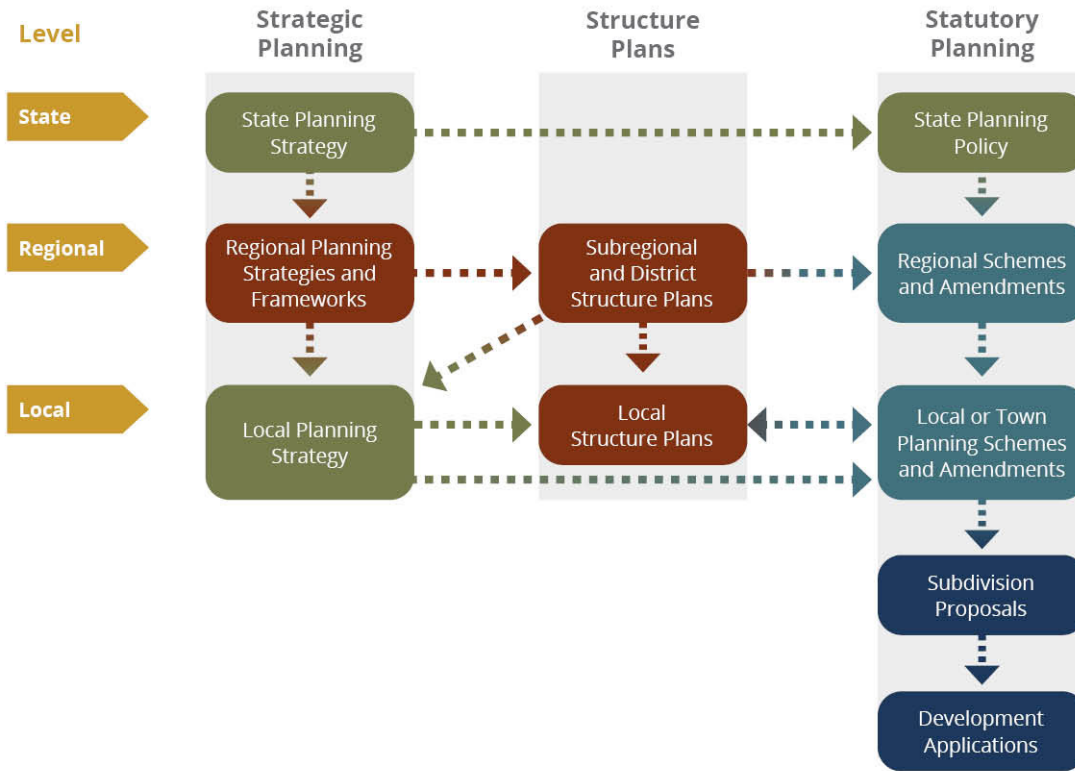 Level
Strategic
Planning
Structure
Plans
Statutory
Planning
State
State Planning
Strategy
State Planning
Policy
Regional
Regional Planning
Strategies and
Frameworks
Subregional
and District
Structure Plans
Regional Schemes
and Amendments
Local
Local Planning
Strategy
Local
Structure Plans
Local or Town
Planning Schemes
and Amendments
Subdivision
Proposals
Development
Applications